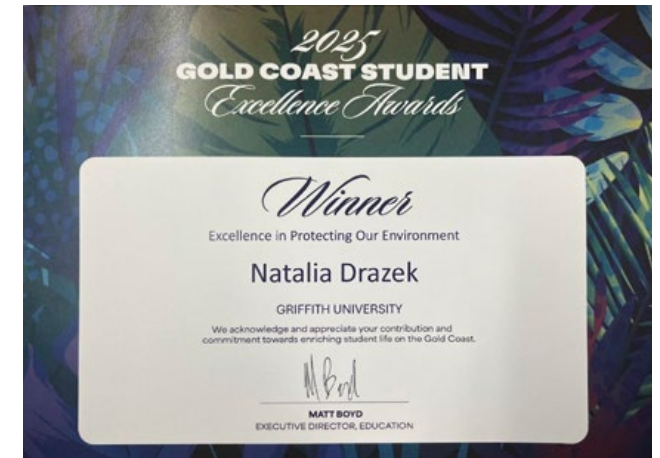 2025
GOLD COAST STUDENT
Excellence Awards
Winner
Excellence in Protecting Our Environment
Natalia Drazek
GRIFFITH UNIVERSITY
We acknowledge and appreciate your contribution and
commitment towards enriching student life on the Gold Coast.
M Boyd
MATT BOYD
EXECUTIVE DIRECTOR, EDUCATION